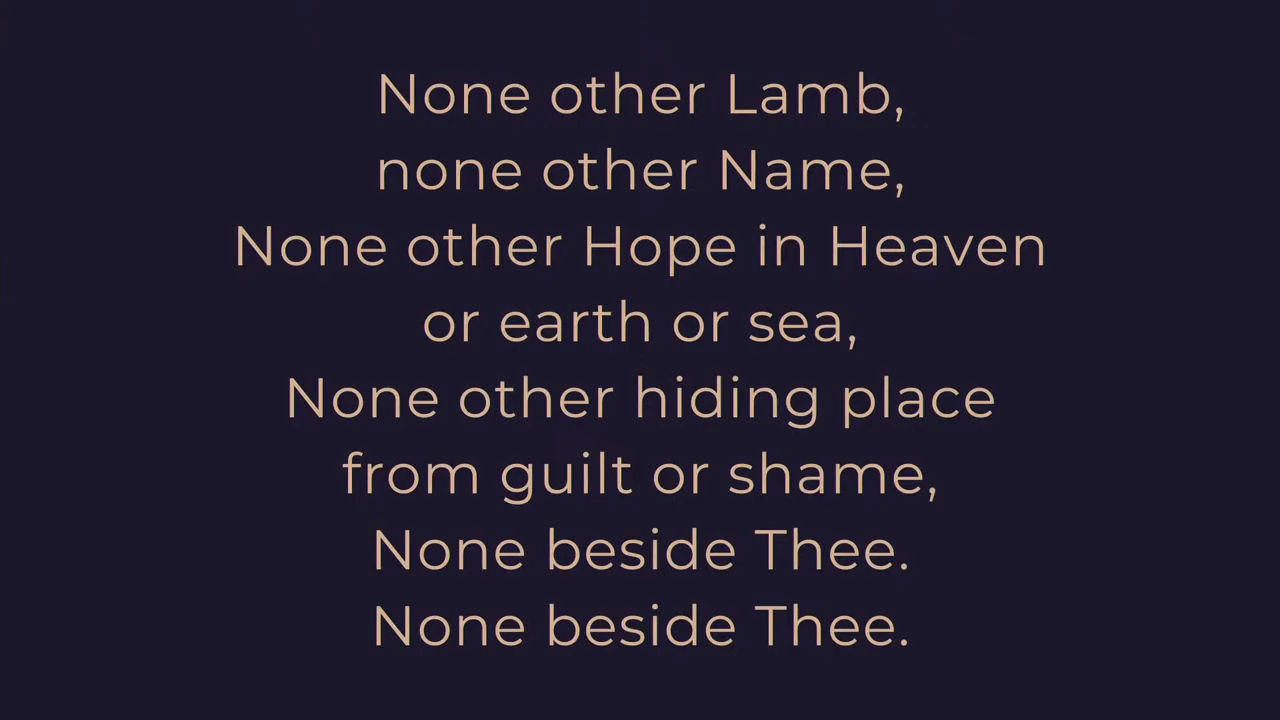 None other Lamb,
none other Name,
None other Hope in Heaven
or earth or sea,
None other hiding place
from guilt or shame,
None beside Thee.
None beside Thee.